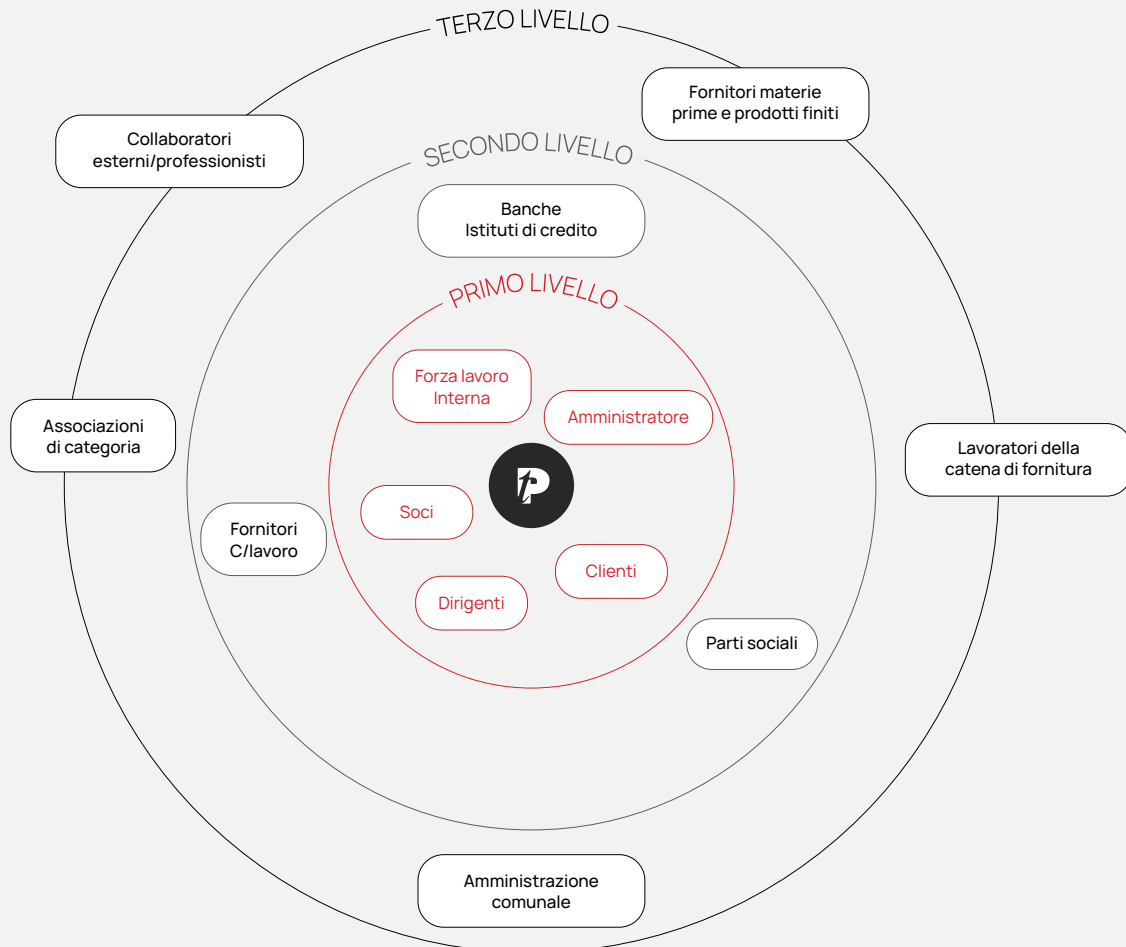 TERZO LIVELLO
Fornitori materie
prime e prodotti finiti
Collaboratori
esterni/professionisti
SECONDO LIVELLO
Banche
Istituti di credito
PRIMO LIVELLO
Forza lavoro
Interna
Amministratore
Associazioni
di categoria
Lavoratori della
catena di fornitura
tP
Soci
Fornitori
C/lavoro
Clienti
Dirigenti
Parti sociali
Amministrazione
comunale